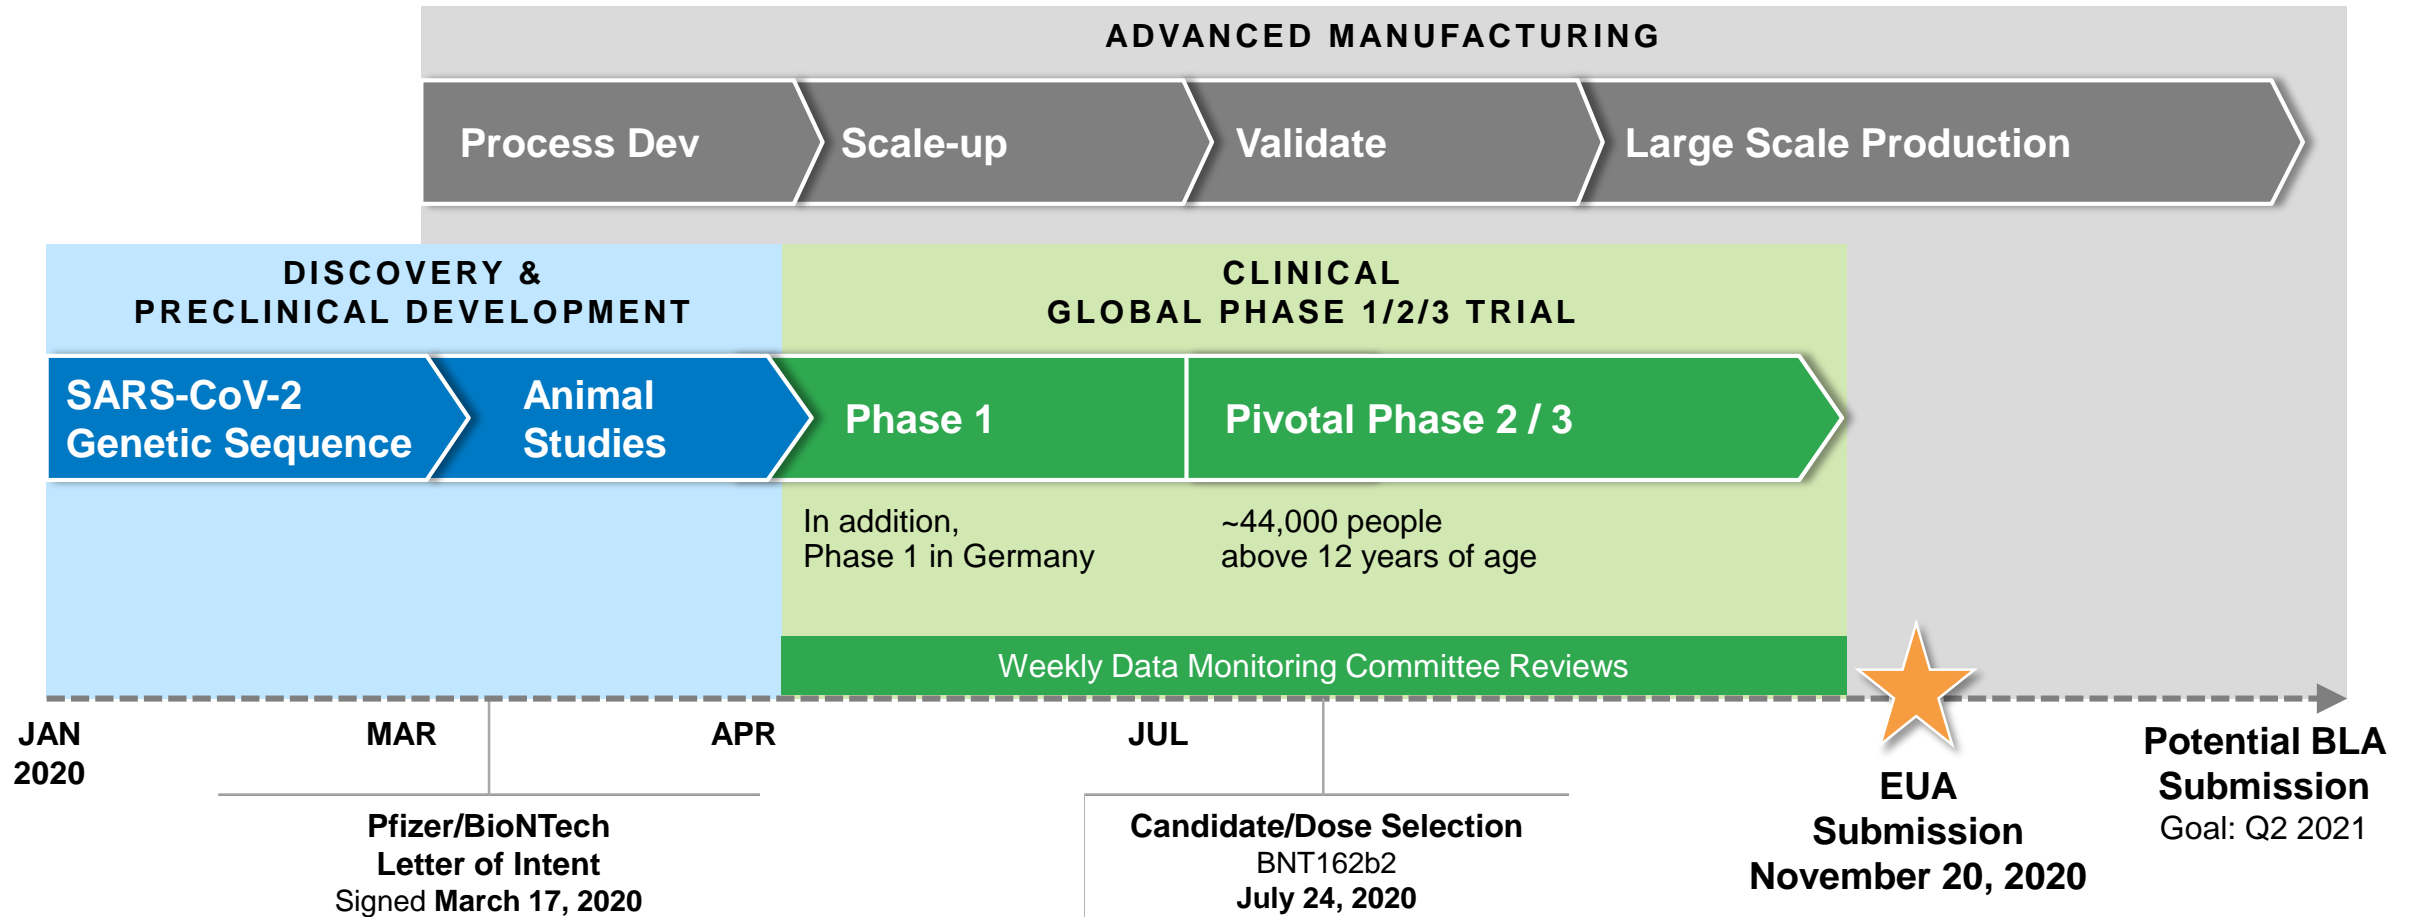 ADVANCED MANUFACTURING
Process Dev
Scale-up
Validate
Large Scale Production
DISCOVERY &
PRECLINICAL DEVELOPMENT
CLINICAL
GLOBAL PHASE 1/2/3 TRIAL
SARS-CoV-2
Genetic Sequence
Animal
Studies
Phase 1
Pivotal Phase 2 / 3
In addition,
Phase 1 in Germany
~44,000 people
above 12 years of age
Weekly Data Monitoring Committee Reviews
JAN
2020
MAR
APR
JUL
Pfizer/BioNTech
Letter of Intent
Signed March 17, 2020
Candidate/Dose Selection
BNT162b2
July 24, 2020
EUA
Submission
November 20, 2020
Potential BLA
Submission
Goal: Q2 2021